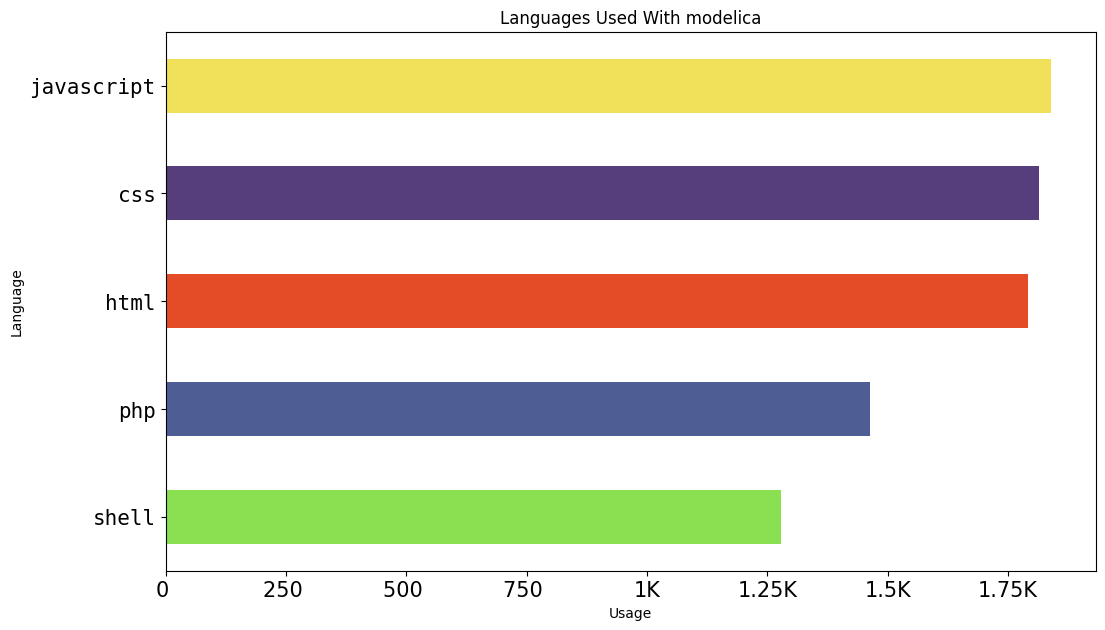 Languages Used With modelica
javascript
css
html
php
shell
Language
0 250 500 750 1K 1.25K 1.5K 1.75K
Usage